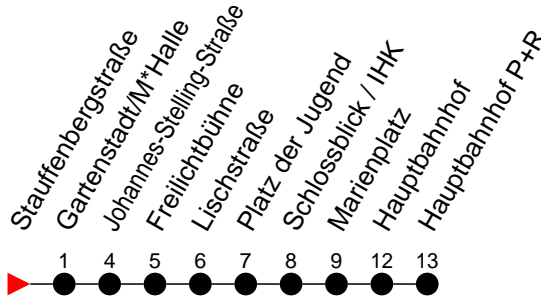 Stauffenbergstraße
Gartenstadt/M*Halle
Johannes-Stelling-Straße
Freilichtbühne
Lischstraße
Platz der Jugend
Schlossblick / IHK
Marienplatz
Hauptbahnhof
Hauptbahnhof P+R
1 4 5 6 7 8 9 12 13